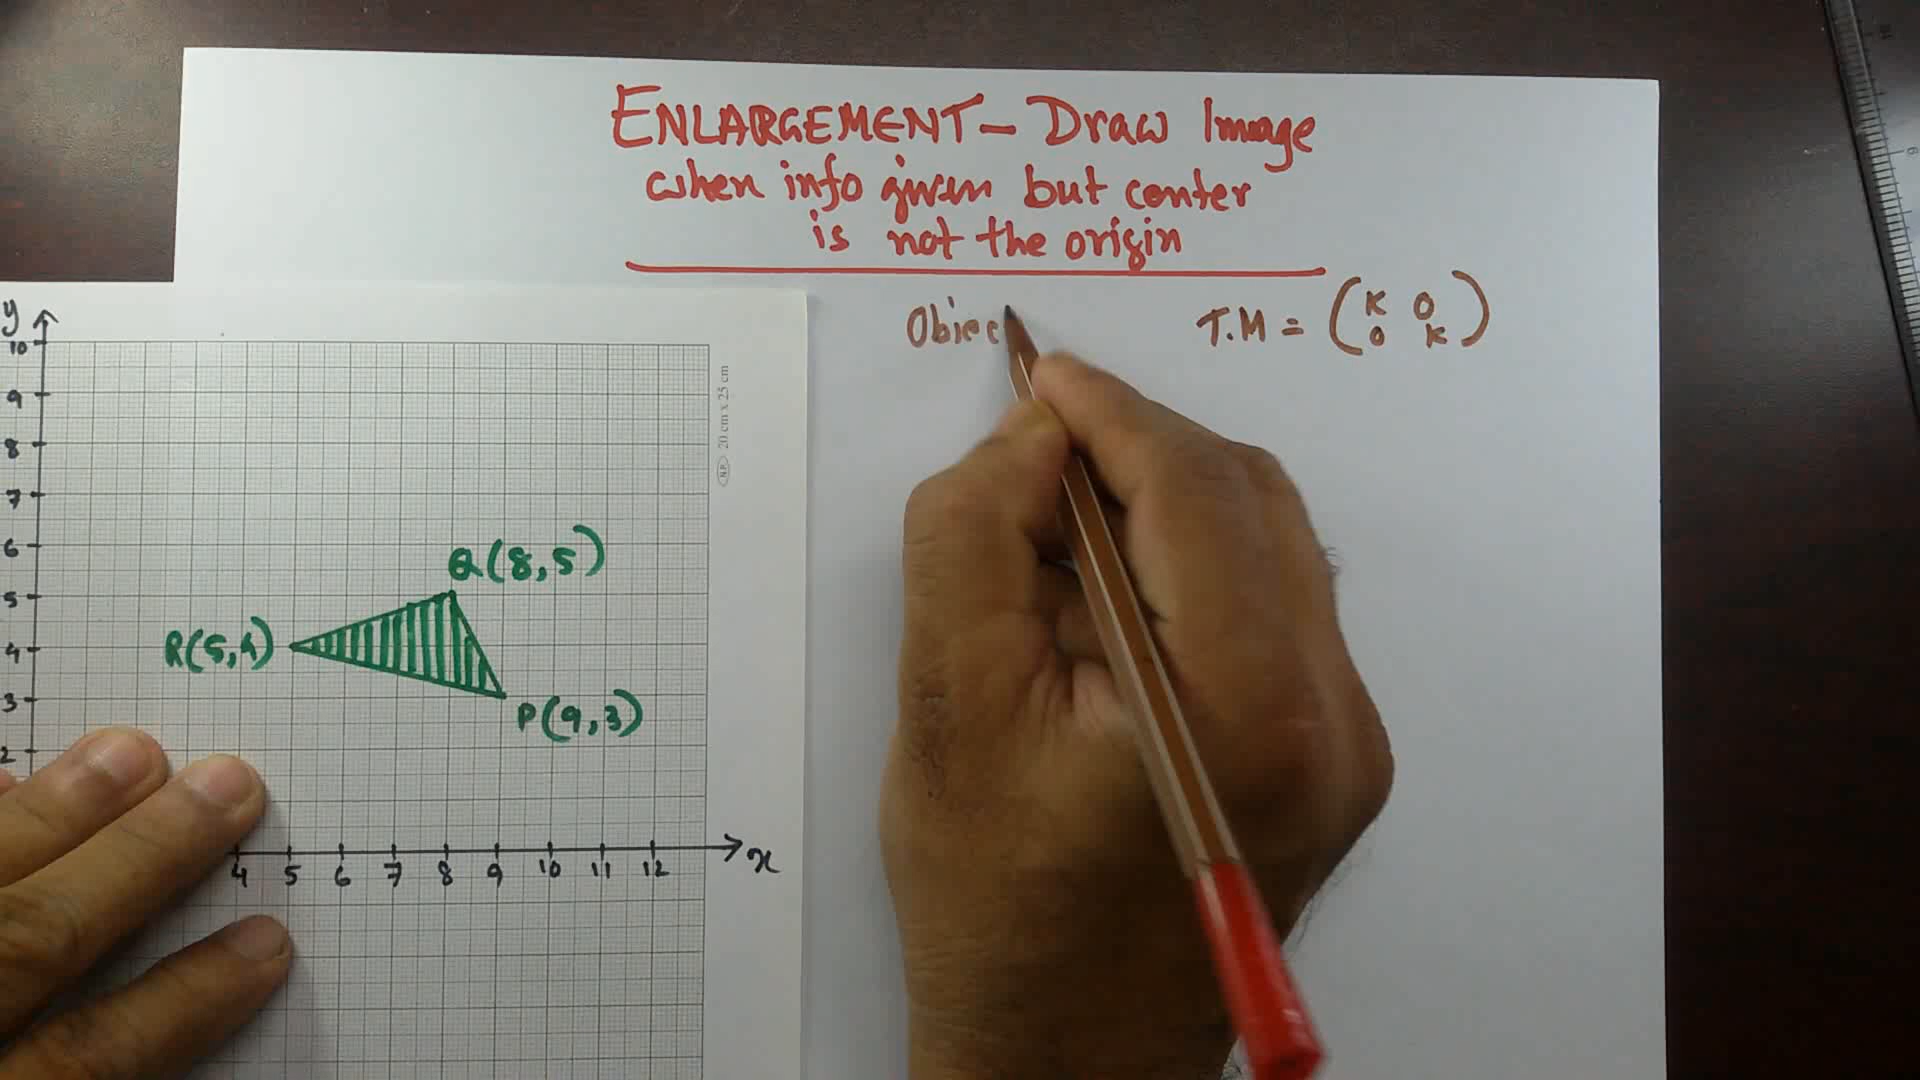 ENLARGEMENT - Draw Image
when info given but center
is not the origin
Objec
T.M = (K 0
0 K)
y
10
9
8
7
6
5
4
3
2
20 cm x 25 cm
N.P.
Q(8,5)
R(5,4)
P(9,3)
4 5 6 7 8 9 10 11 12
x
10
9